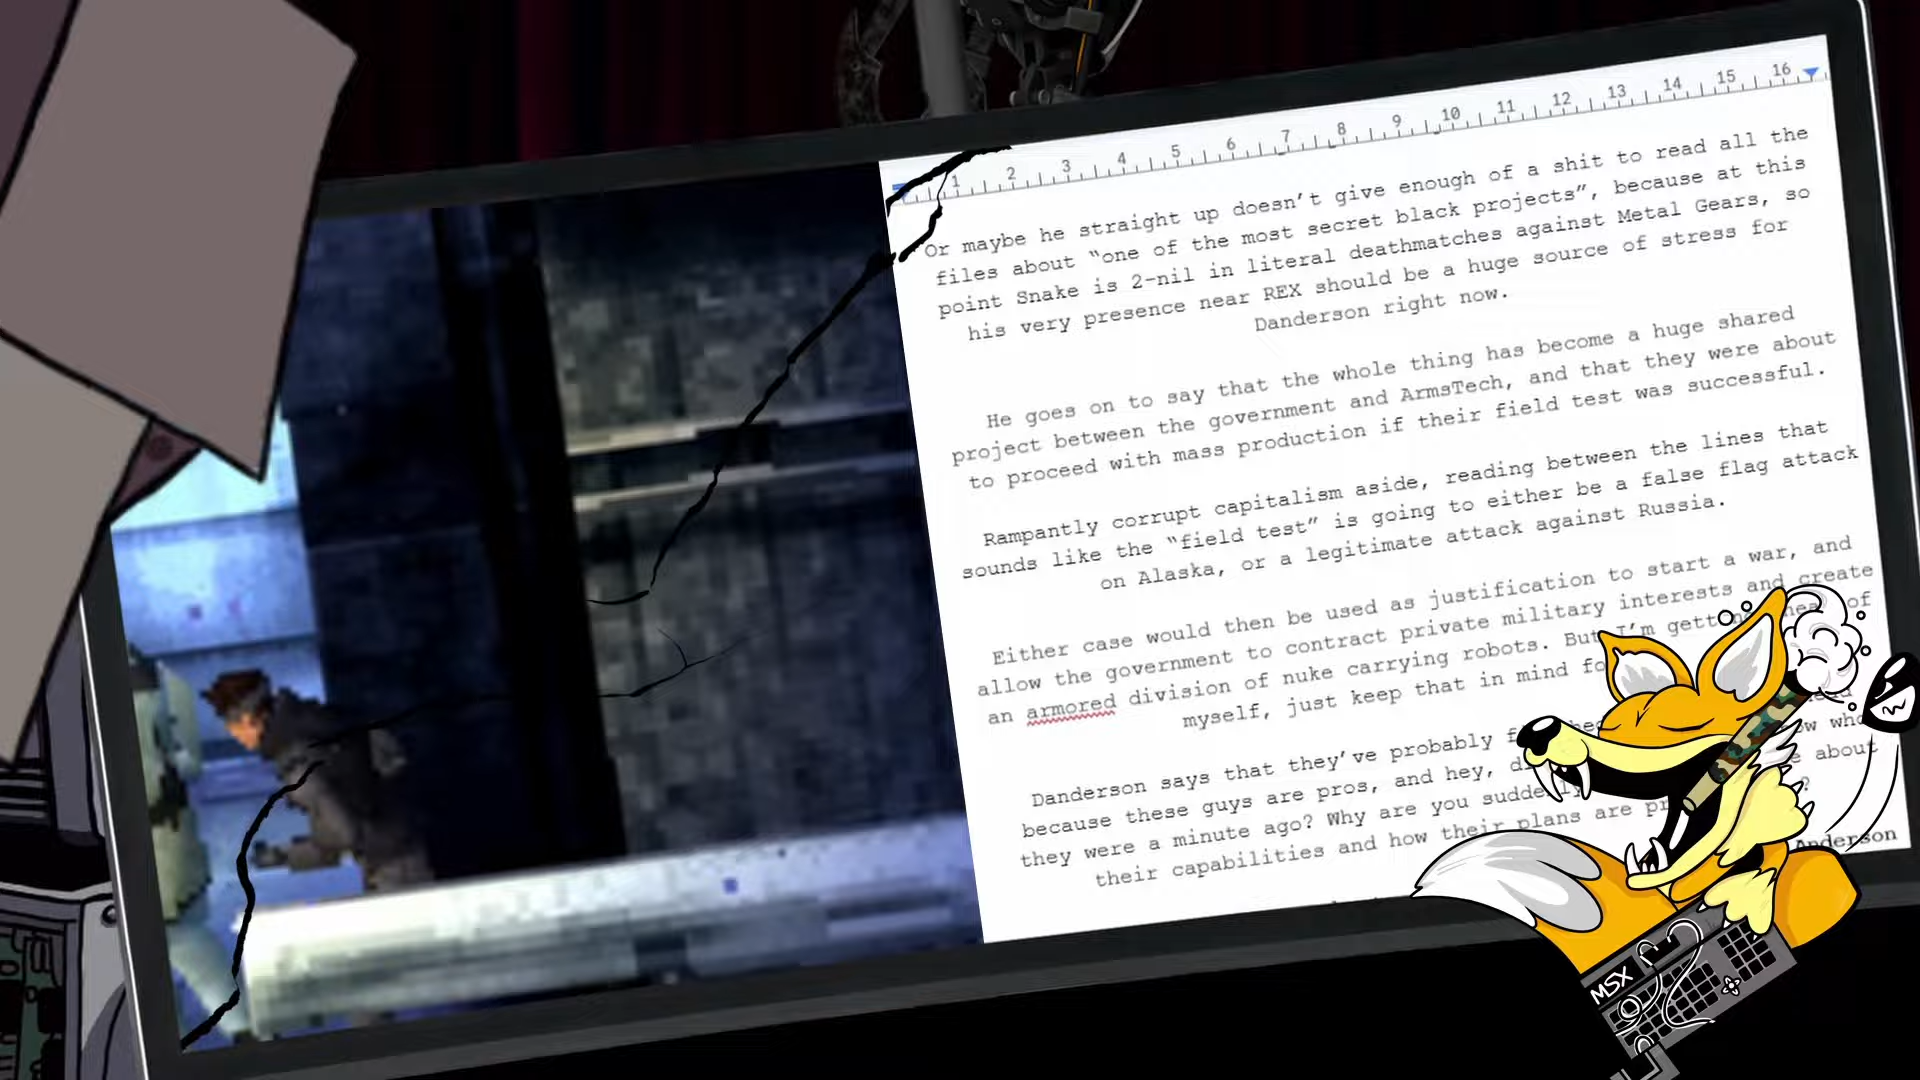 1 2 3 4 5 6 7 8 9 10 11 12 13 14 15 16
Or maybe he straight up doesn't give enough of a shit to read all the
files about “one of the most secret black projects”, because at this
point Snake is 2-nil in literal deathmatches against Metal Gears, so
his very presence near REX should be a huge source of stress for
Danderson right now.
He goes on to say that the whole thing has become a huge shared
project between the government and ArmsTech, and that they were about
to proceed with mass production if their field test was successful.
Rampantly corrupt capitalism aside, reading between the lines that
sounds like the “field test” is going to either be a false flag attack
on Alaska, or a legitimate attack against Russia.
Either case would then be used as justification to start a war, and
allow the government to contract private military interests and create
an armored division of nuke carrying robots. But I'm getting of
myself, just keep that in mind
Danderson says that they've probably
because these guys are pros, and hey,
they were a minute ago? Why are you suddenly about
their capabilities and how their plans are
Anderson
MSX